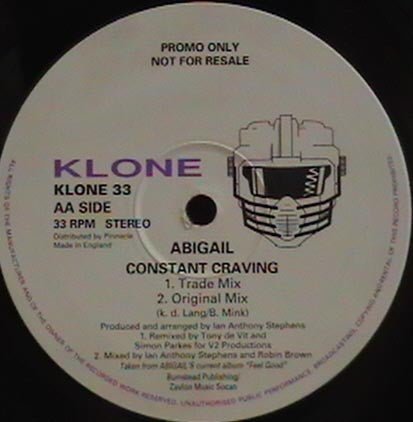 PROMO ONLY
NOT FOR RESALE
KLONE
KLONE 33
AA SIDE
33 RPM STEREO
Distributed by Pinnacle
Made in England
ABIGAIL
CONSTANT CRAVING
1. Trade Mix
2. Original Mix
(k. d. Lang/B. Mink)
Produced and arranged by Ian Anthony Stephens
1. Remixed by Tony de Vit and
Simon Parkes for V2 Productions
2. Mixed by Ian Anthony Stephens and Robin Brown
Taken from ABIGAIL'S current album "Feel Good"
Bumstead Publishing/
Zavion Music Socan
ALL RIGHTS OF THE MANUFACTURER AND OF THE OWNER OF THE RECORDED WORK RESERVED. UNAUTHORISED PUBLIC PERFORMANCE, BROADCASTING, COPYING AND RENTAL OF THIS RECORD PROHIBITED.